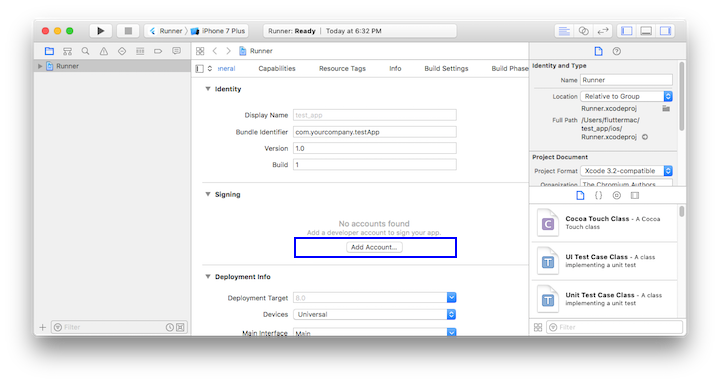 Runner iPhone 7 Plus Runner: Ready Today at 6:32 PM
Runner
Runner
General Capabilities Resource Tags Info Build Settings Build Phase
Identity
Display Name test_app
Bundle Identifier com.yourcompany.testApp
Version 1.0
Build 1
Signing
No accounts found
Add a developer account to sign your app.
Add Account...
Deployment Info
Deployment Target 8.0
Devices Universal
Main Interface Main
Filter
Identity and Type
Name Runner
Location Relative to Group
Runner.xcodeproj
Full Path /Users/fluttermac/
test_app/ios/
Runner.xcodeproj
Project Document
Project Format Xcode 3.2-compatible
Organization The Chromium Authors
{ }
C Cocoa Touch Class - A Cocoa
Touch class
T UI Test Case Class - A class
implementing a unit test
T Unit Test Case Class - A class
implementing a unit test
Filter